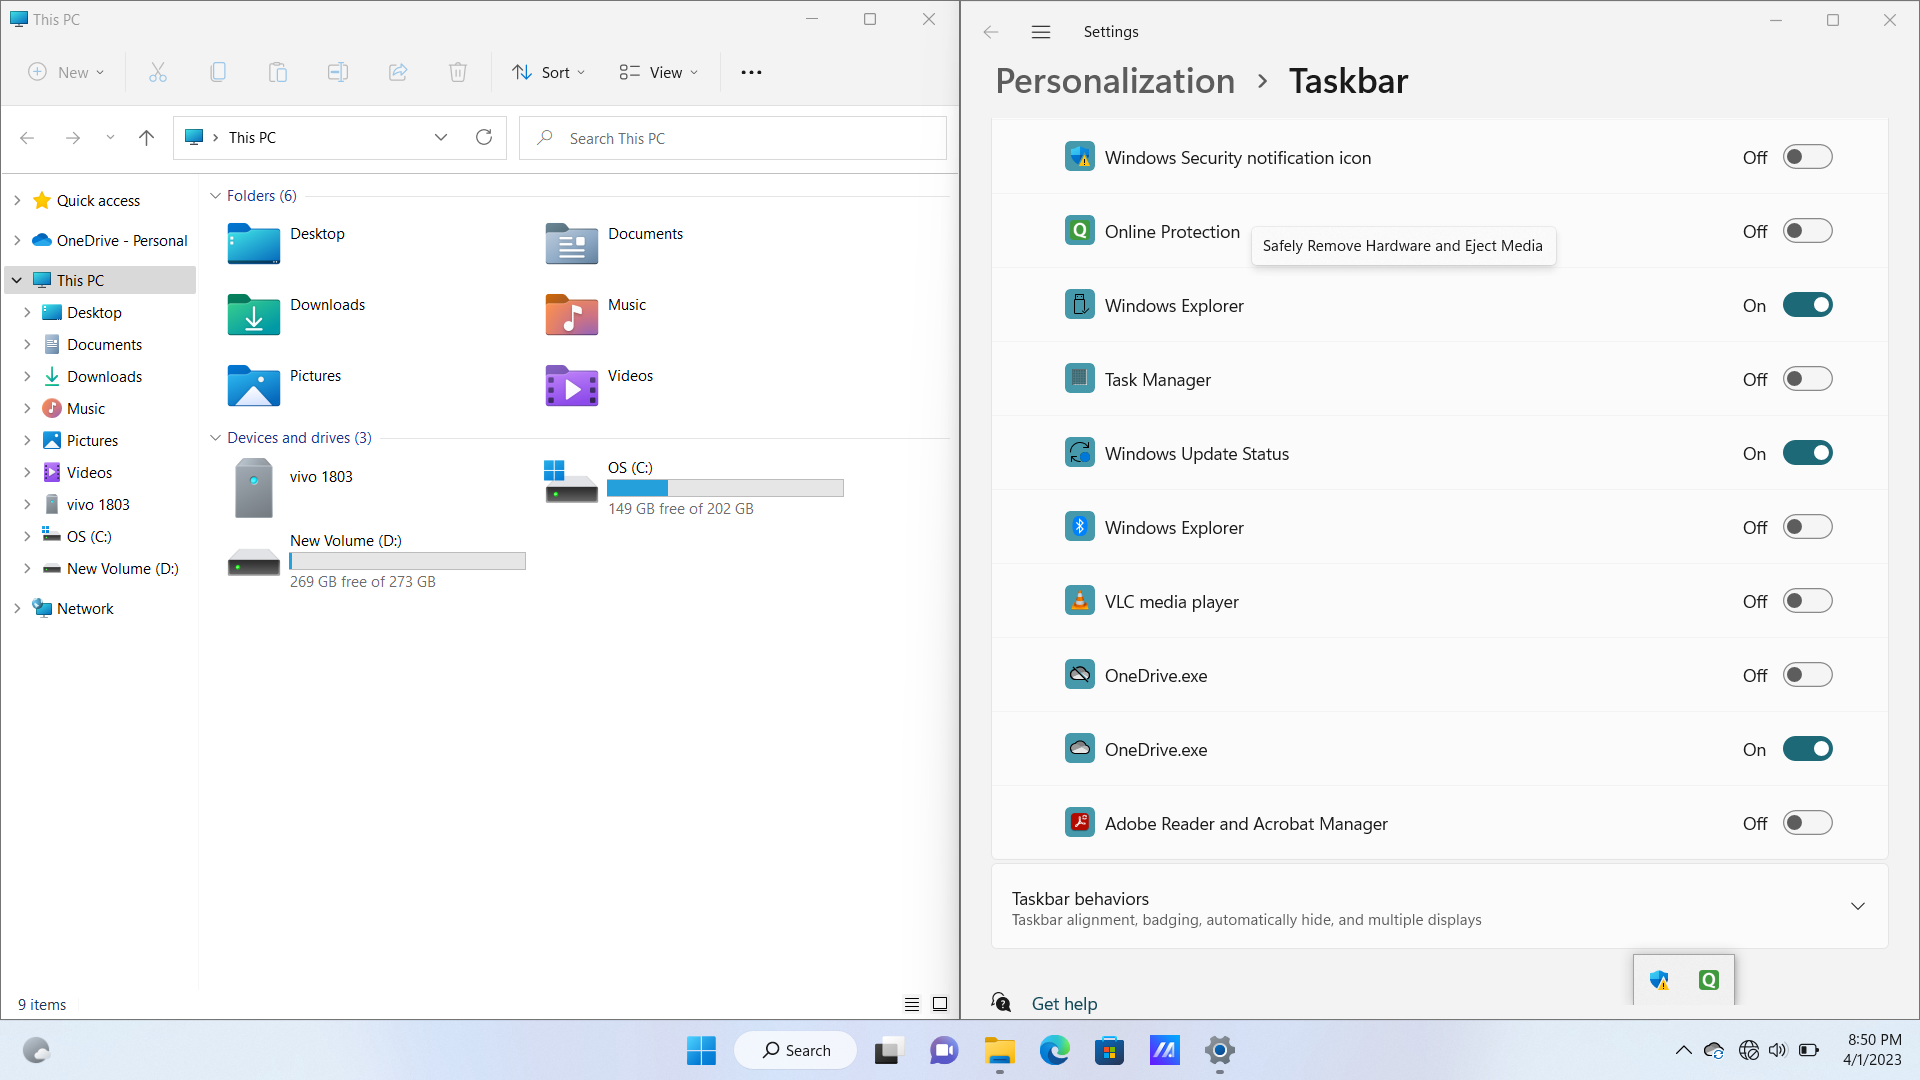 This PC
New
Sort
View
This PC
Search This PC
Quick access
OneDrive - Personal
This PC
Desktop
Documents
Downloads
Music
Pictures
Videos
vivo 1803
OS (C:)
New Volume (D:)
Network
Folders (6)
Desktop
Documents
Downloads
Music
Pictures
Videos
Devices and drives (3)
vivo 1803
OS (C:)
149 GB free of 202 GB
New Volume (D:)
269 GB free of 273 GB
9 items
Settings
Personalization › Taskbar
Windows Security notification icon Off
Online Protection Off
Safely Remove Hardware and Eject Media
Windows Explorer On
Task Manager Off
Windows Update Status On
Windows Explorer Off
VLC media player Off
OneDrive.exe Off
OneDrive.exe On
Adobe Reader and Acrobat Manager Off
Taskbar behaviors
Taskbar alignment, badging, automatically hide, and multiple displays
Get help
Search
8:50 PM
4/1/2023